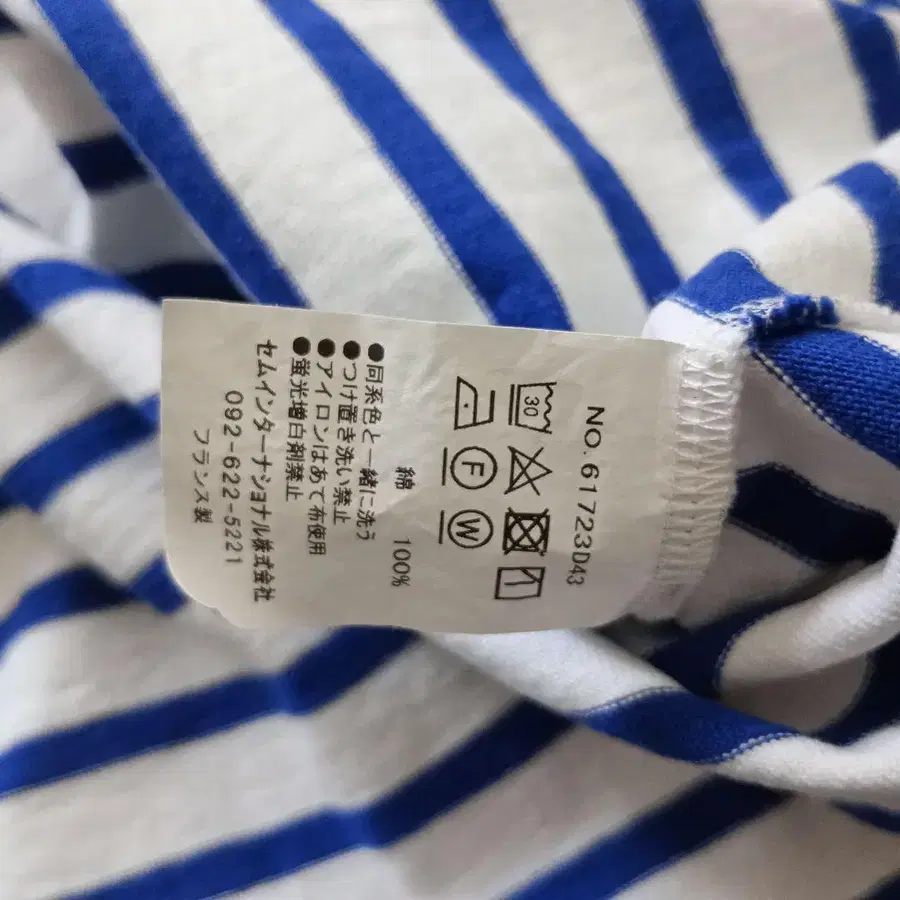 NO.61723D43
30
F W
綿 100%
●同系色と一緒に洗う
●つけ置き洗い禁止
●アイロンはあて布使用
●蛍光増白剤禁止
セムインターナショナル株式会社
092-622-5221
フランス製